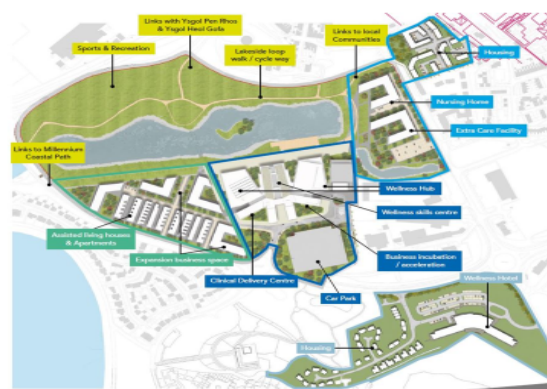 Links with Ysgol Pen Rhos
& Ysgol Heol Goffa
Sports & Recreation
Lakeside loop
walk / cycle way
Links to local
Communities
Housing
Nursing Home
Extra Care Facility
Links to Millennium
Coastal Path
Wellness Hub
Wellness skills centre
Assisted living houses
& Apartments
Expansion business space
Business incubation
/ acceleration
Clinical Delivery Centre
Car Park
Wellness Hotel
Housing